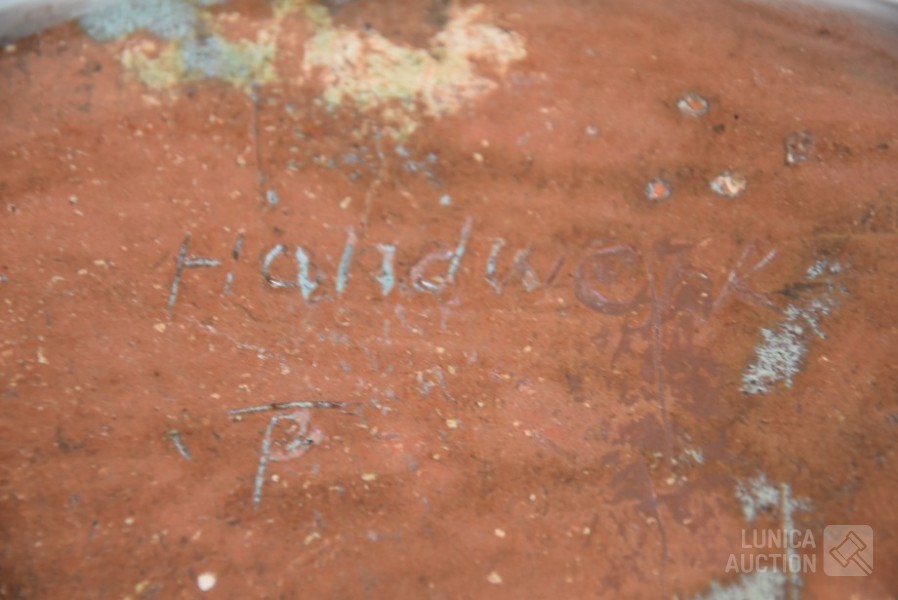 Handwerk
P
LUNICA
AUCTION